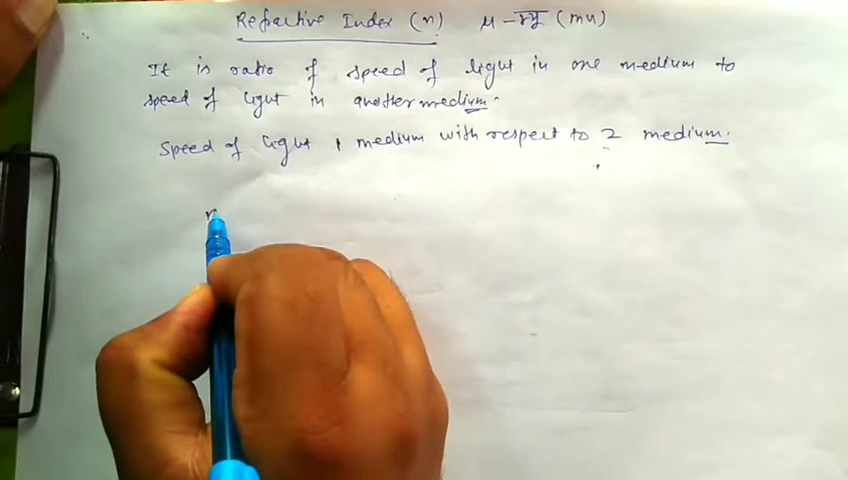 Refractive Index (n) μ - म्यू (mu)
It is ratio of speed of light in one medium to
speed of light in another medium.
Speed of light 1 medium with respect to 2 medium.
n